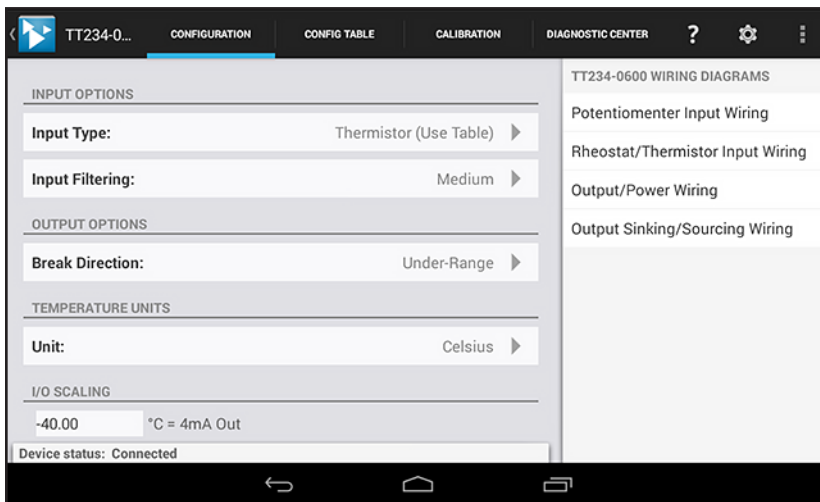 TT234-0...
CONFIGURATION
CONFIG TABLE
CALIBRATION
DIAGNOSTIC CENTER
?
INPUT OPTIONS
Input Type: Thermistor (Use Table)
Input Filtering: Medium
OUTPUT OPTIONS
Break Direction: Under-Range
TEMPERATURE UNITS
Unit: Celsius
I/O SCALING
-40.00 °C = 4mA Out
Device status: Connected
TT234-0600 WIRING DIAGRAMS
Potentiomenter Input Wiring
Rheostat/Thermistor Input Wiring
Output/Power Wiring
Output Sinking/Sourcing Wiring